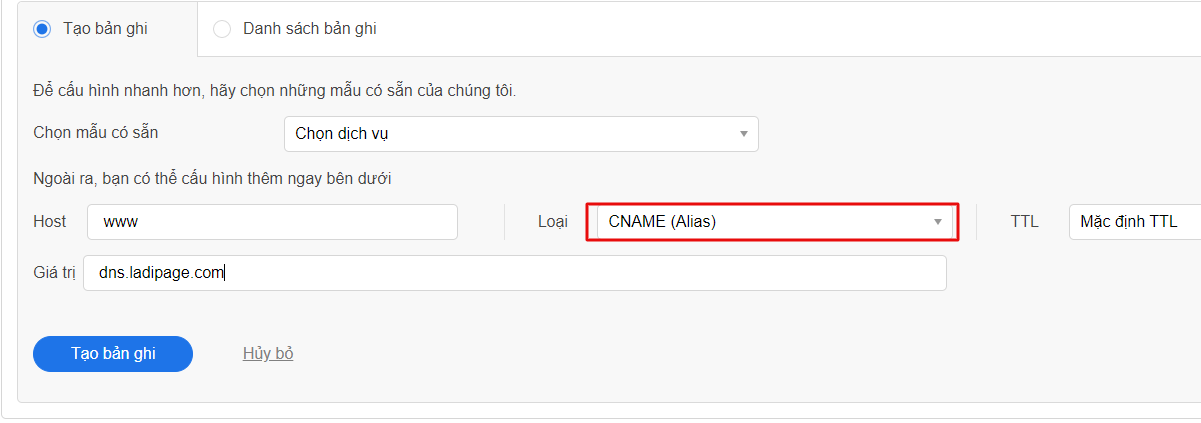 Tạo bản ghi Danh sách bản ghi
Để cấu hình nhanh hơn, hãy chọn những mẫu có sẵn của chúng tôi.
Chọn mẫu có sẵn Chọn dịch vụ
Ngoài ra, bạn có thể cấu hình thêm ngay bên dưới
Host www Loại CNAME (Alias) TTL Mặc định TTL
Giá trị dns.ladipage.com
Tạo bản ghi Hủy bỏ